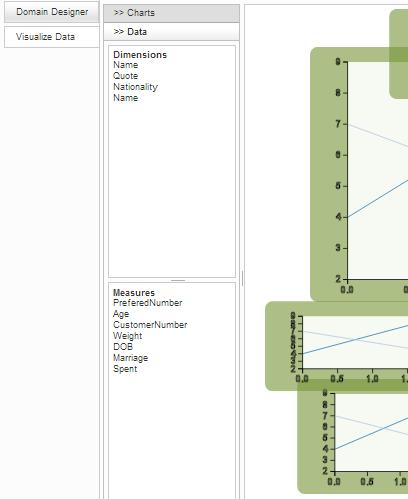 Domain Designer
Visualize Data
>> Charts
>> Data
Dimensions
Name
Quote
Nationality
Name
Measures
PreferedNumber
Age
CustomerNumber
Weight
DOB
Marriage
Spent
9
8
7
6
5
4
3
2
0.0
9
8
7
6
5
4
3
2
0.0 0.5 1.0 1.
9
8
7
6
5
4
3
2
0.0 0.5 1.0